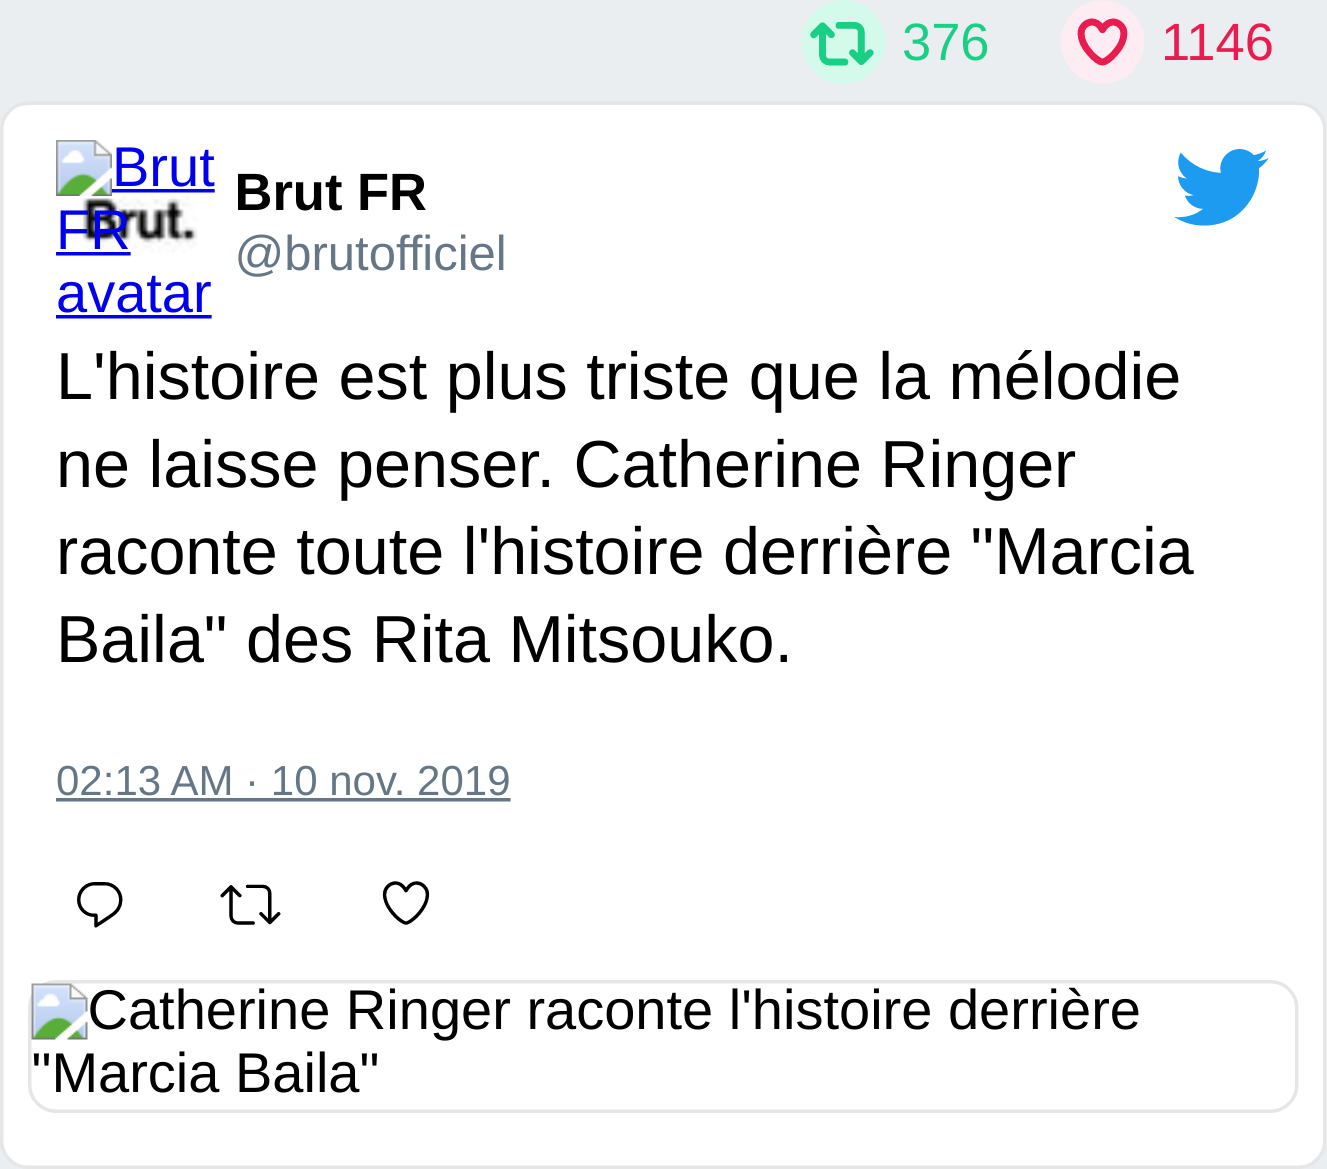 376 1146
Brut
FR
avatar
Brut.
Brut FR
@brutofficiel
L'histoire est plus triste que la mélodie
ne laisse penser. Catherine Ringer
raconte toute l'histoire derrière "Marcia
Baila" des Rita Mitsouko.
02:13 AM · 10 nov. 2019
Catherine Ringer raconte l'histoire derrière
"Marcia Baila"